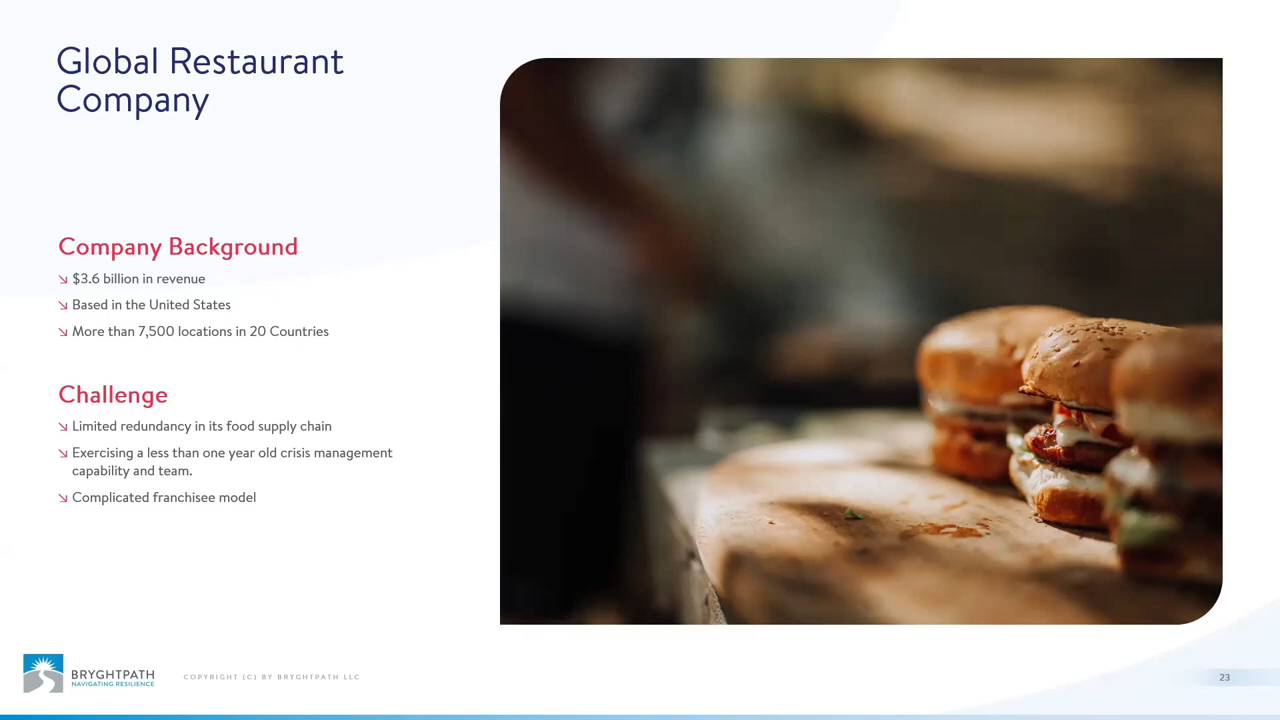 Global Restaurant
Company
Company Background
↘ $3.6 billion in revenue
↘ Based in the United States
↘ More than 7,500 locations in 20 Countries
Challenge
↘ Limited redundancy in its food supply chain
↘ Exercising a less than one year old crisis management
capability and team.
↘ Complicated franchisee model
BRYGHTPATH
NAVIGATING RESILIENCE
COPYRIGHT (C) BY BRYGHTPATH LLC
23